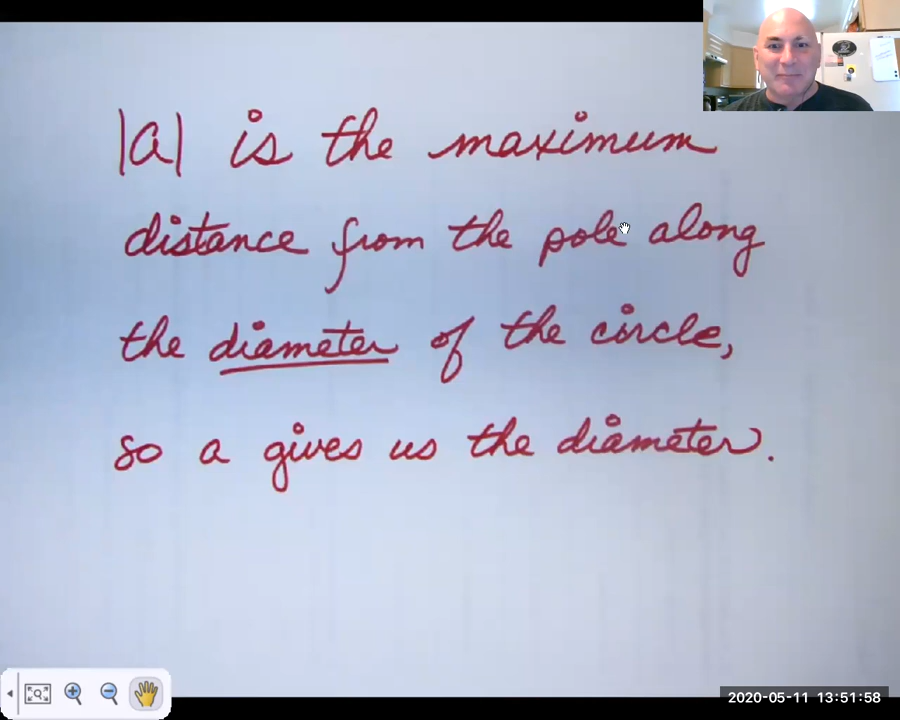 |a| is the maximum
distance from the pole along
the diameter of the circle,
so a gives us the diameter.
2020-05-11 13:51:58